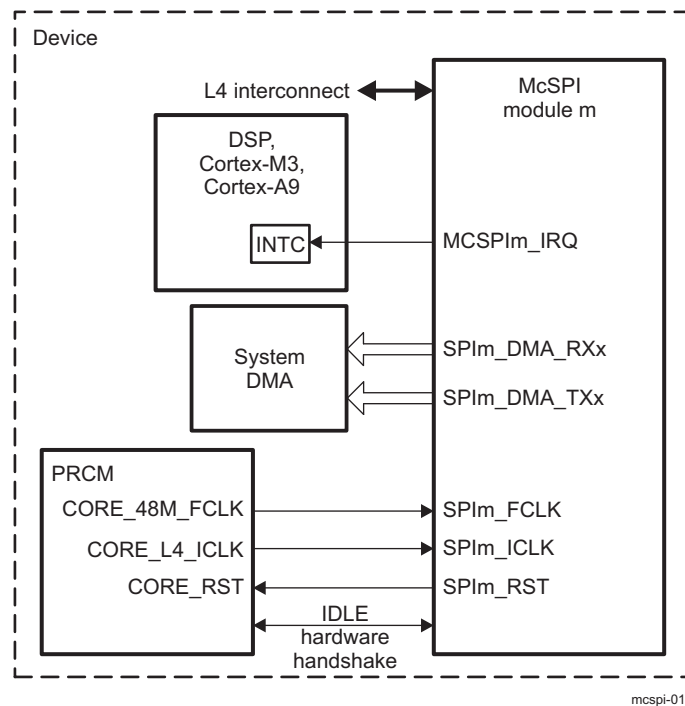 Device
L4 interconnect
McSPI
module m
DSP,
Cortex-M3,
Cortex-A9
INTC
MCSPIm_IRQ
System
DMA
SPIm_DMA_RXx
SPIm_DMA_TXx
PRCM
CORE_48M_FCLK
SPIm_FCLK
CORE_L4_ICLK
SPIm_ICLK
CORE_RST
SPIm_RST
IDLE
hardware
handshake
mcspi-01